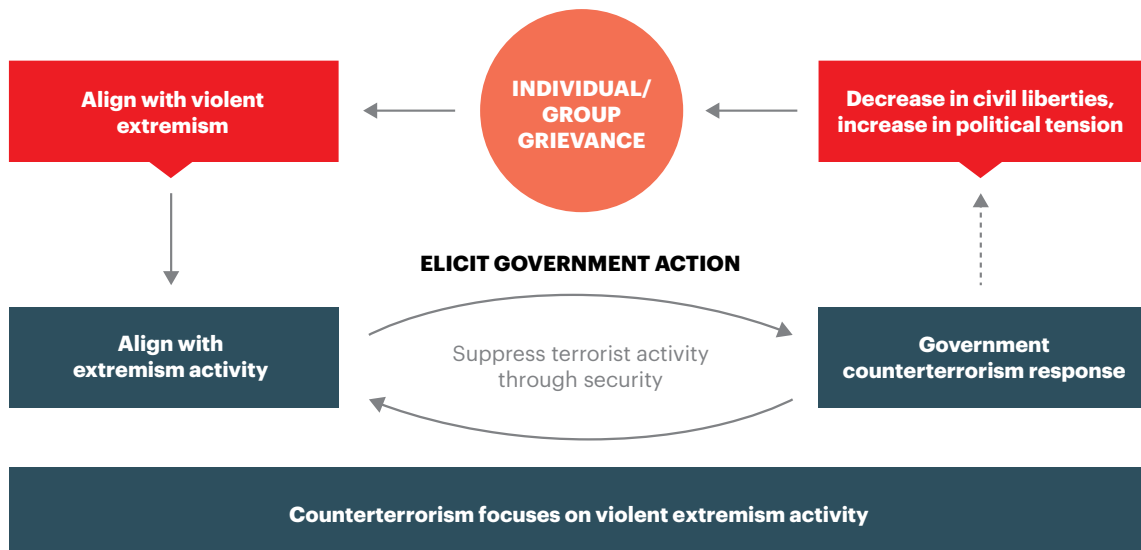 Align with violent
extremism
INDIVIDUAL/
GROUP
GRIEVANCE
Decrease in civil liberties,
increase in political tension
ELICIT GOVERNMENT ACTION
Align with
extremism activity
Suppress terrorist activity
through security
Government
counterterrorism response
Counterterrorism focuses on violent extremism activity